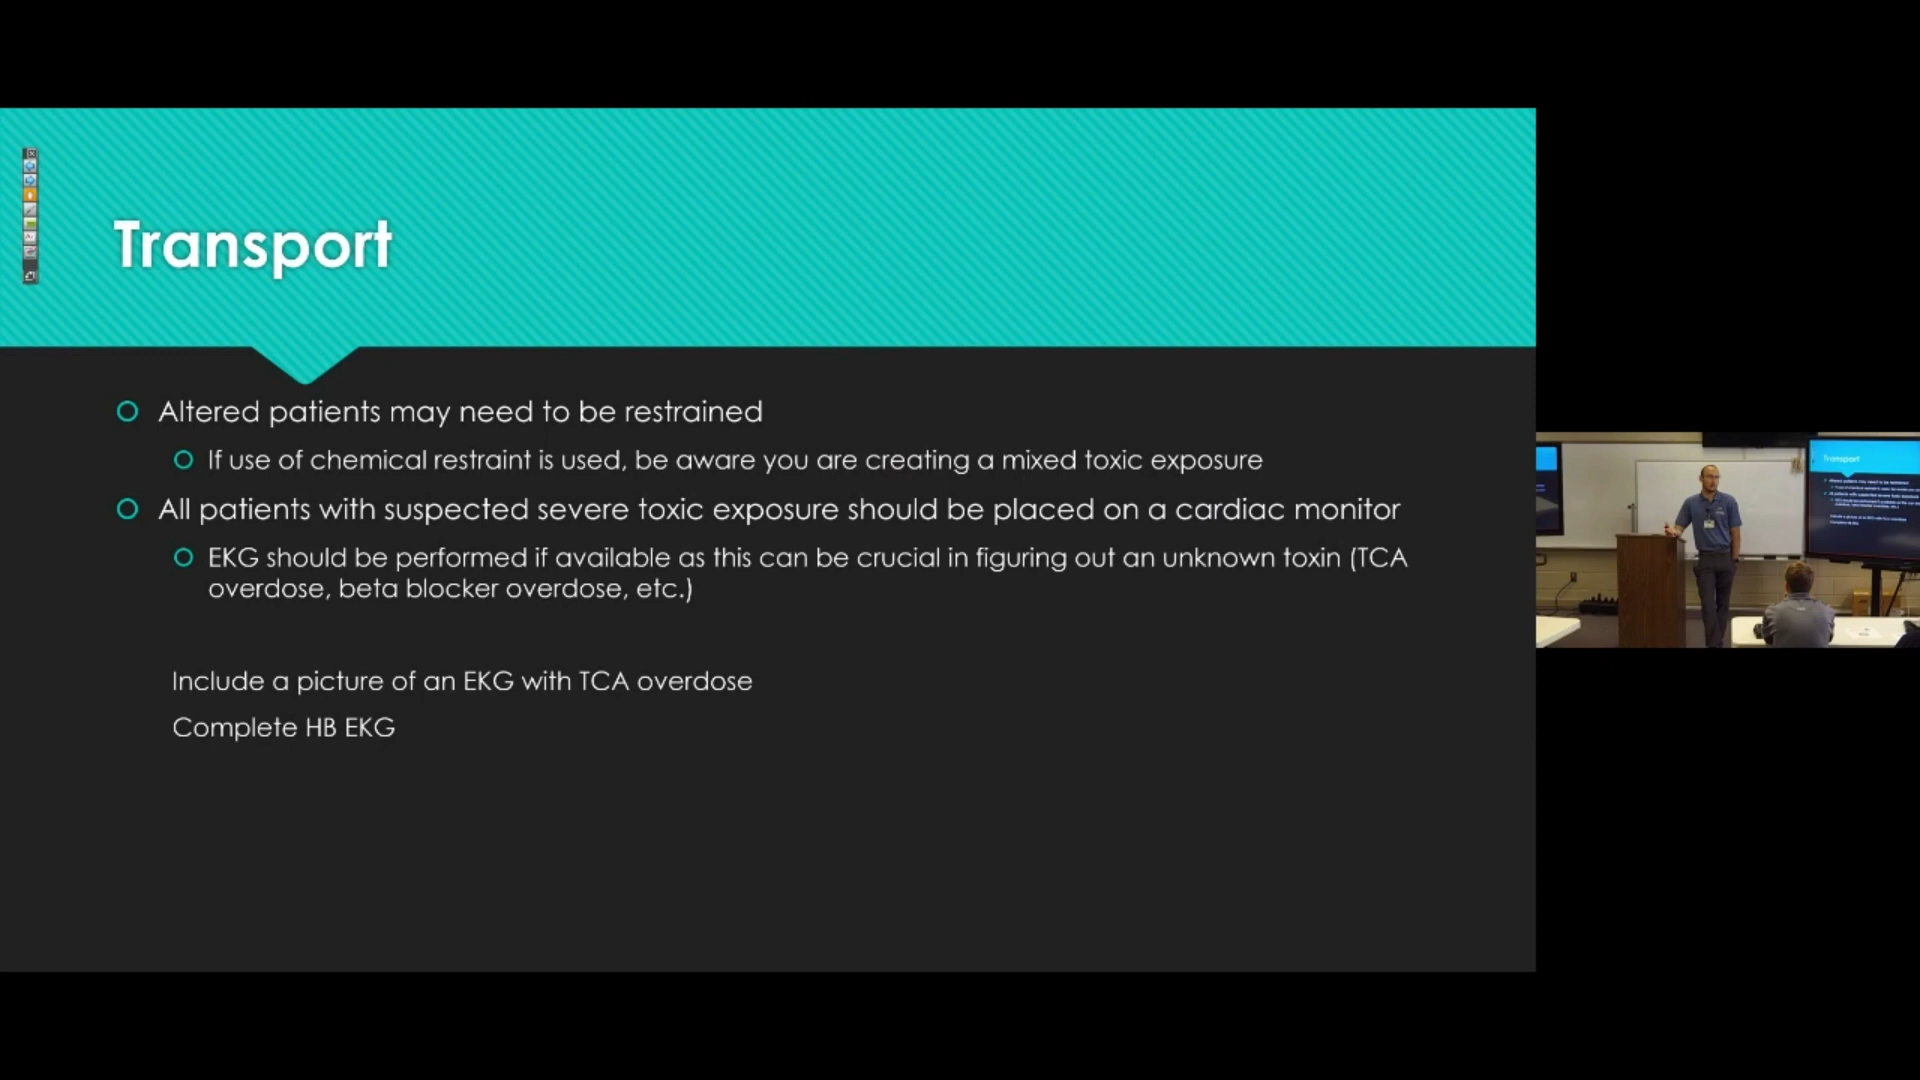 Transport
Altered patients may need to be restrained
If use of chemical restraint is used, be aware you are creating a mixed toxic exposure
All patients with suspected severe toxic exposure should be placed on a cardiac monitor
EKG should be performed if available as this can be crucial in figuring out an unknown toxin (TCA
overdose, beta blocker overdose, etc.)
Include a picture of an EKG with TCA overdose
Complete HB EKG
Transport